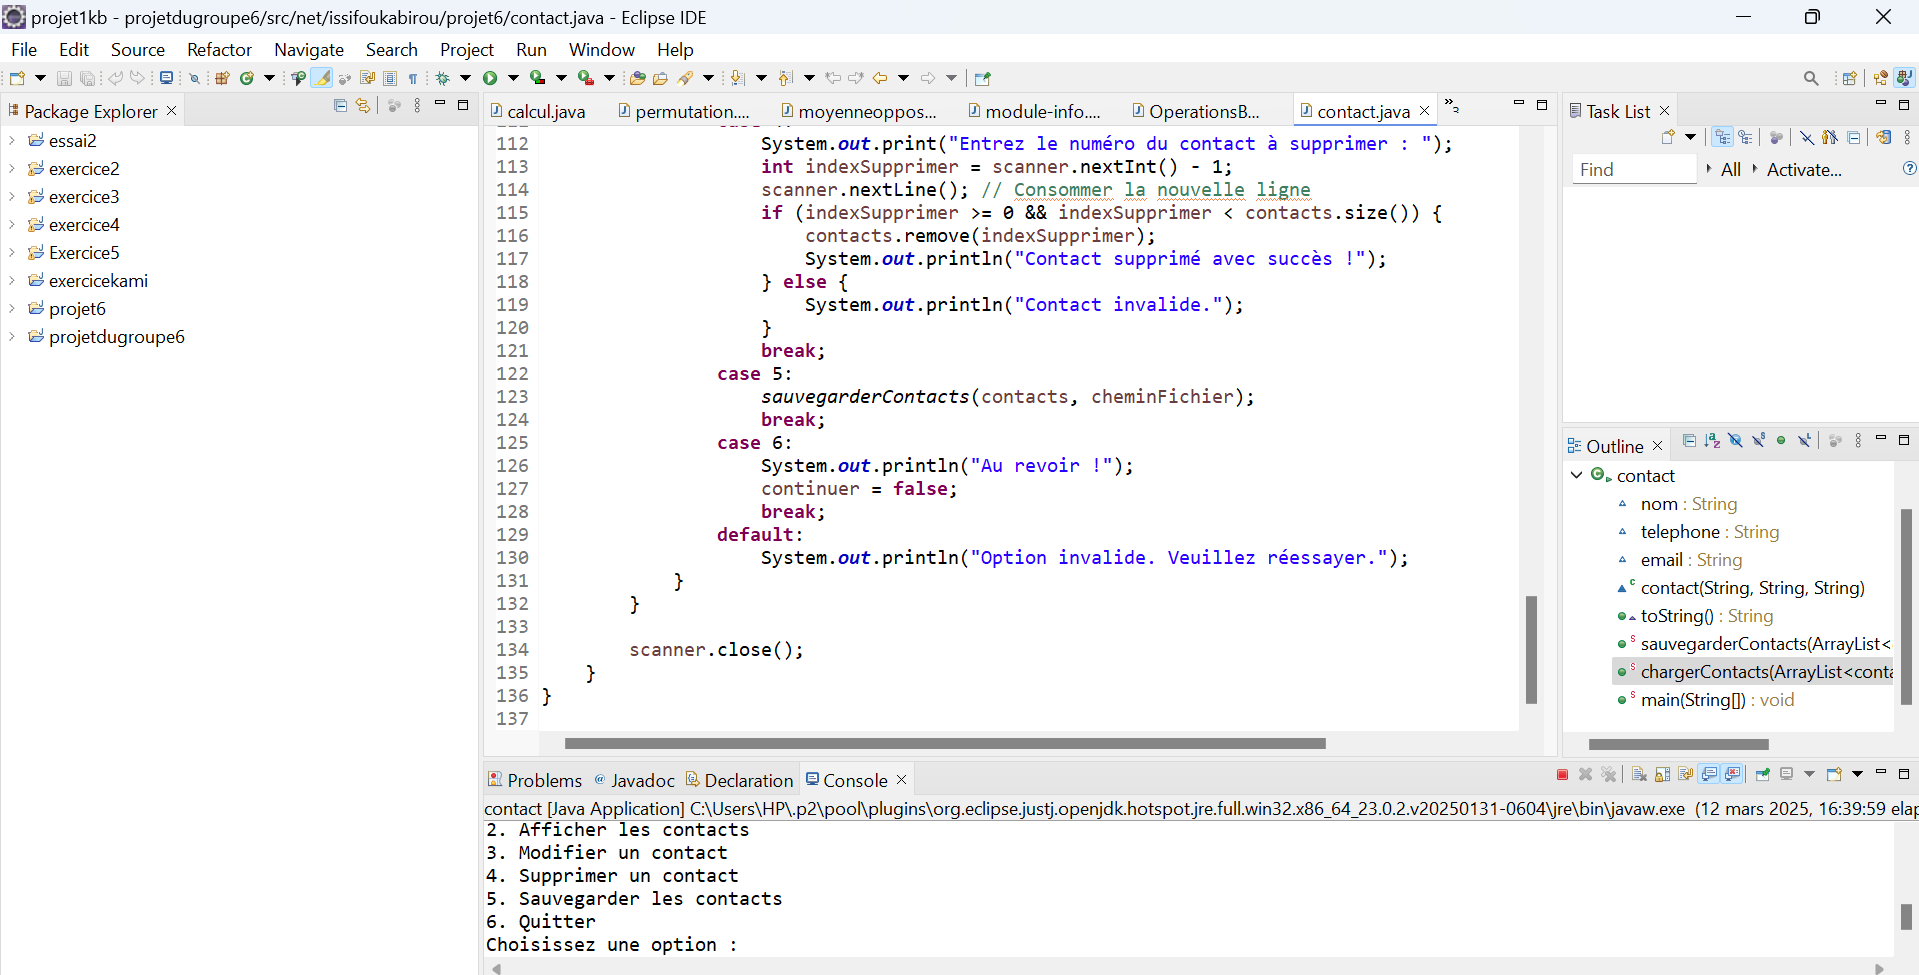 projet1kb - projetdugroupe6/src/net/issifoukabirou/projet6/contact.java - Eclipse IDE
File Edit Source Refactor Navigate Search Project Run Window Help
Package Explorer
essai2
exercice2
exercice3
exercice4
Exercice5
exercicekami
projet6
projetdugroupe6
calcul.java permutation.... moyenneoppos... module-info.... OperationsB... contact.java »3
112 System.out.print("Entrez le numéro du contact à supprimer : ");
113 int indexSupprimer = scanner.nextInt() - 1;
114 scanner.nextLine(); // Consommer la nouvelle ligne
115 if (indexSupprimer >= 0 && indexSupprimer < contacts.size()) {
116 contacts.remove(indexSupprimer);
117 System.out.println("Contact supprimé avec succès !");
118 } else {
119 System.out.println("Contact invalide.");
120 }
121 break;
122 case 5:
123 sauvegarderContacts(contacts, cheminFichier);
124 break;
125 case 6:
126 System.out.println("Au revoir !");
127 continuer = false;
128 break;
129 default:
130 System.out.println("Option invalide. Veuillez réessayer.");
131 }
132 }
133
134 scanner.close();
135 }
136 }
137
Task List
Find All Activate...
Outline
contact
nom : String
telephone : String
email : String
contact(String, String, String)
toString() : String
sauvegarderContacts(ArrayList<
chargerContacts(ArrayList<conta
main(String[]) : void
Problems Javadoc Declaration Console
contact [Java Application] C:\Users\HP\.p2\pool\plugins\org.eclipse.justj.openjdk.hotspot.jre.full.win32.x86_64_23.0.2.v20250131-0604\jre\bin\javaw.exe (12 mars 2025, 16:39:59 elap
2. Afficher les contacts
3. Modifier un contact
4. Supprimer un contact
5. Sauvegarder les contacts
6. Quitter
Choisissez une option :